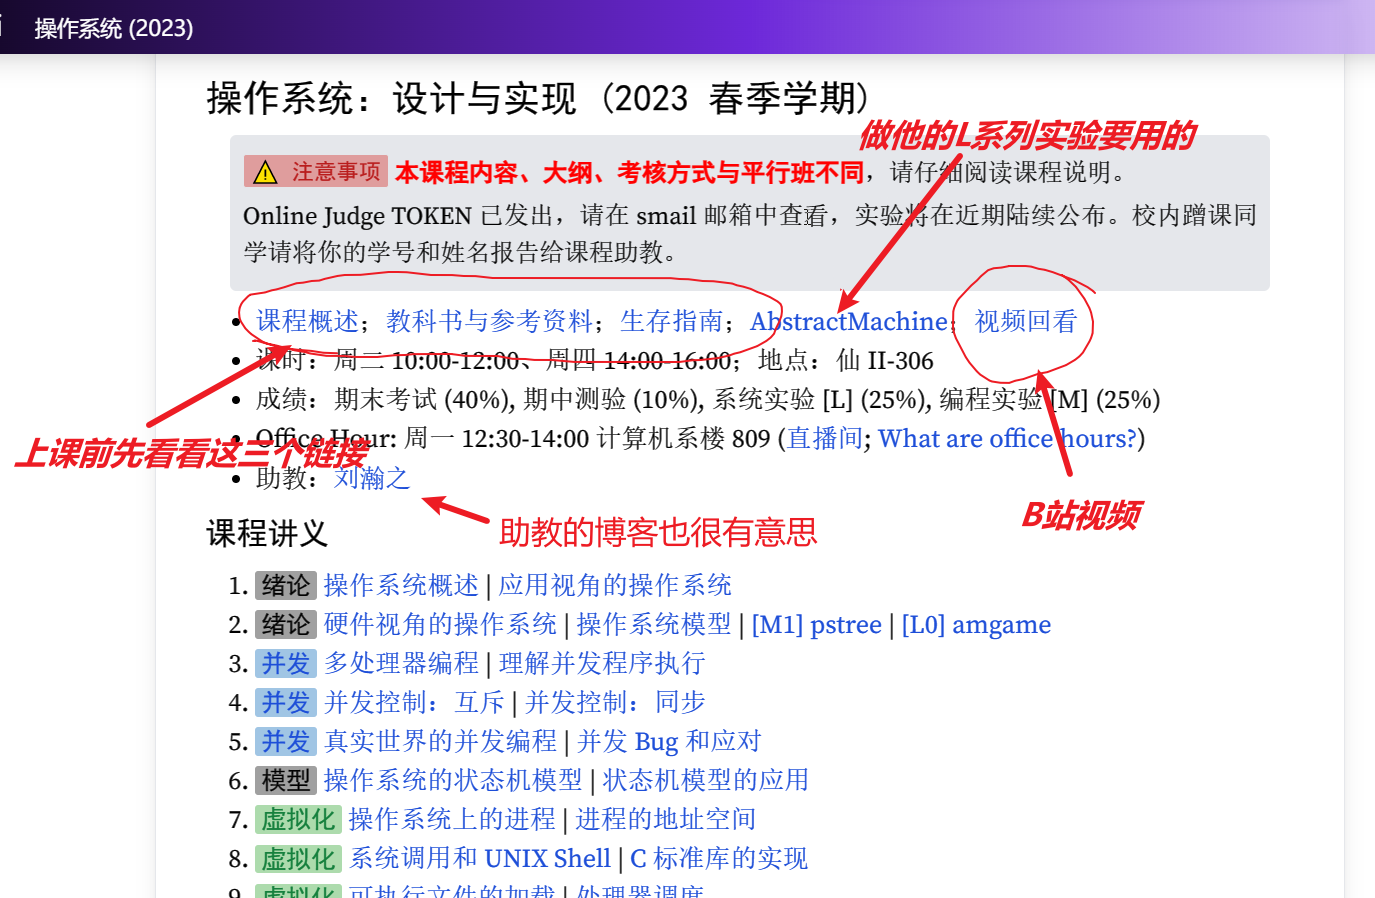 操作系统 (2023)
操作系统：设计与实现 (2023 春季学期)
做他的L系列实验要用的
注意事项 本课程内容、大纲、考核方式与平行班不同，请仔细阅读课程说明。
Online Judge TOKEN 已发出，请在 smail 邮箱中查看，实验将在近期陆续公布。校内蹭课同
学请将你的学号和姓名报告给课程助教。
课程概述；教科书与参考资料；生存指南；AbstractMachine；视频回看
课时：周二 10:00-12:00、周四 14:00-16:00；地点：仙 II-306
成绩：期末考试 (40%), 期中测验 (10%), 系统实验 [L] (25%), 编程实验 [M] (25%)
Office Hour: 周一 12:30-14:00 计算机系楼 809 (直播间; What are office hours?)
上课前先看看这三个链接
助教：刘瀚之
B站视频
助教的博客也很有意思
课程讲义
1. 绪论 操作系统概述 | 应用视角的操作系统
2. 绪论 硬件视角的操作系统 | 操作系统模型 | [M1] pstree | [L0] amgame
3. 并发 多处理器编程 | 理解并发程序执行
4. 并发 并发控制：互斥 | 并发控制：同步
5. 并发 真实世界的并发编程 | 并发 Bug 和应对
6. 模型 操作系统的状态机模型 | 状态机模型的应用
7. 虚拟化 操作系统上的进程 | 进程的地址空间
8. 虚拟化 系统调用和 UNIX Shell | C 标准库的实现
9. 虚拟化 可执行文件的加载 | 处理器调度